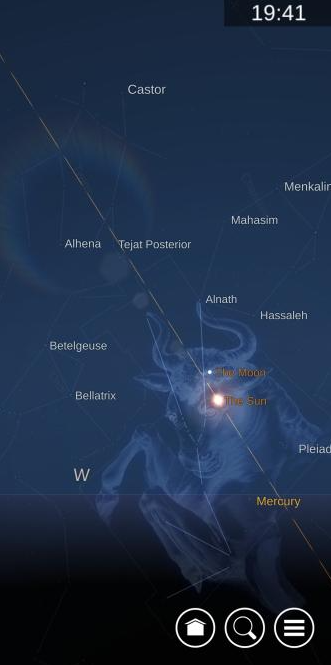 19:41
Castor
Menkalin
Mahasim
Alhena
Tejat Posterior
Alnath
Hassaleh
Betelgeuse
The Moon
Bellatrix
The Sun
Pleiad
W
Mercury